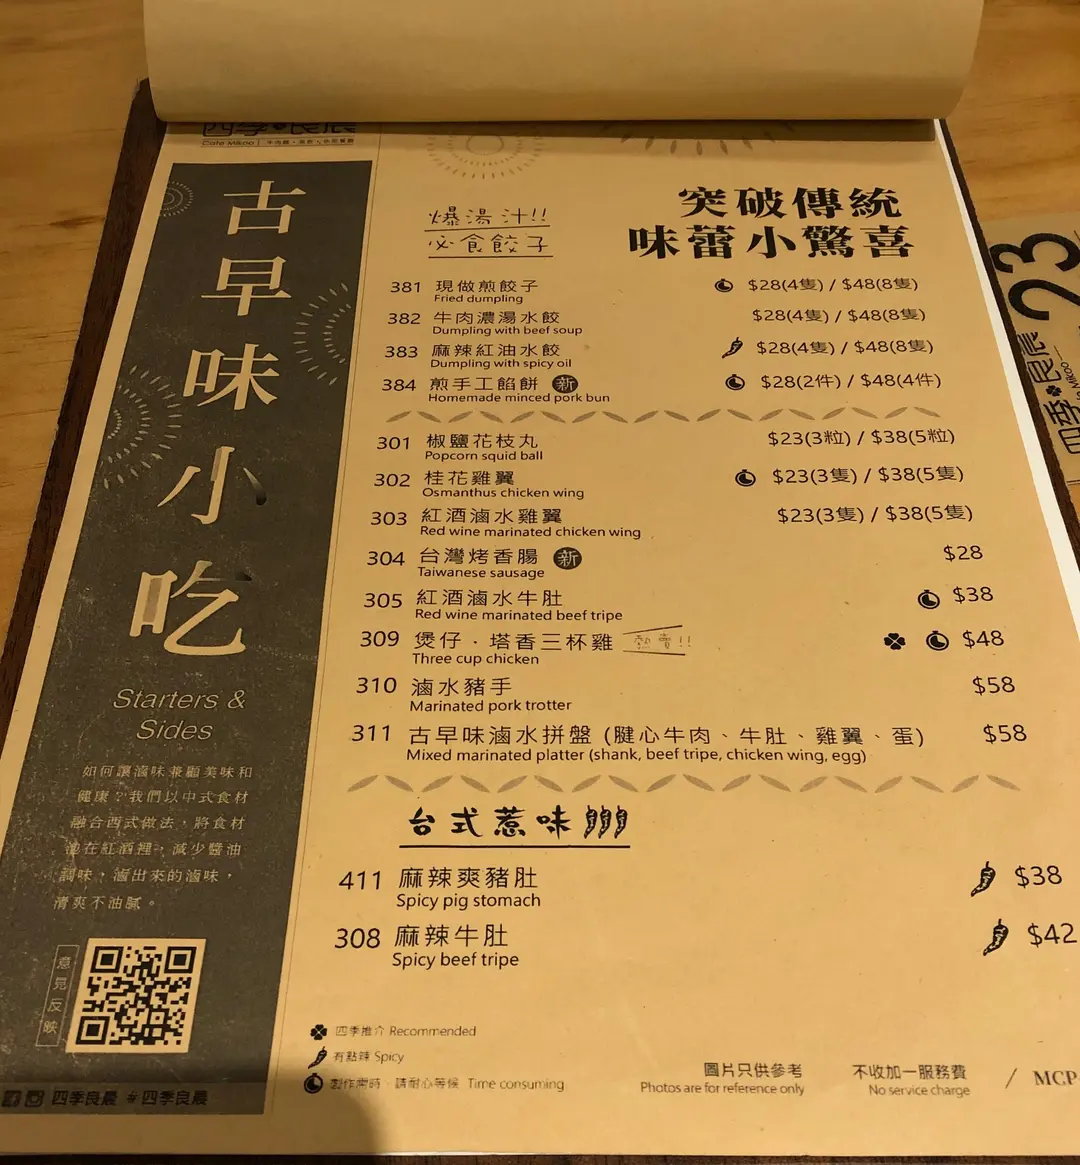 四季良辰
Cafe Mikoo
古早味小吃
Starters &
Sides
如何讓滷味兼顧美味和
健康?我們以中式食材
融合西式做法,將食材
泡在紅酒裡,減少醬油
調味,滷出來的滷味,
清爽不油膩。
意見反映
四季良晨 #四季良晨
爆湯汁!!
必食餃子
突破傳統
味蕾小驚喜
381 現做煎餃子 $28(4隻) / $48(8隻)
Fried dumpling
382 牛肉濃湯水餃 $28(4隻) / $48(8隻)
Dumpling with beef soup
383 麻辣紅油水餃 $28(4隻) / $48(8隻)
Dumpling with spicy oil
384 煎手工餡餅 新 $28(2件) / $48(4件)
Homemade minced pork bun
301 椒鹽花枝丸 $23(3粒) / $38(5粒)
Popcorn squid ball
302 桂花雞翼 $23(3隻) / $38(5隻)
Osmanthus chicken wing
303 紅酒滷水雞翼 $23(3隻) / $38(5隻)
Red wine marinated chicken wing
304 台灣烤香腸 新 $28
Taiwanese sausage
305 紅酒滷水牛肚 $38
Red wine marinated beef tripe
309 煲仔.塔香三杯雞 熱賣!! $48
Three cup chicken
310 滷水豬手 $58
Marinated pork trotter
311 古早味滷水拼盤 (腱心牛肉、牛肚、雞翼、蛋) $58
Mixed marinated platter (shank, beef tripe, chicken wing, egg)
台式惹味
411 麻辣爽豬肚 $38
Spicy pig stomach
308 麻辣牛肚 $42
Spicy beef tripe
四季推介 Recommended
有點辣 Spicy
製作需時,請耐心等候 Time consuming
圖片只供參考
Photos are for reference only
不收加一服務費
No service charge
/ MCP
23
四季良辰
Mikoo